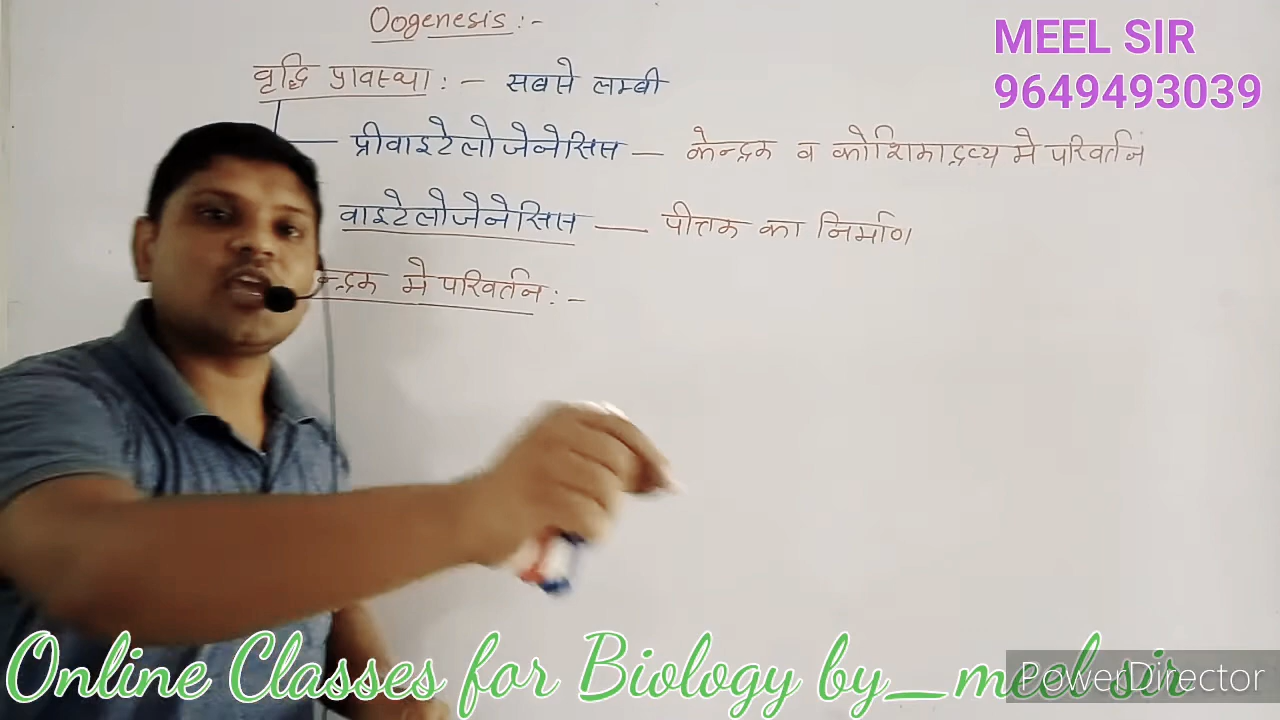 Oogenesis :-
MEEL SIR
9649493039
वृद्धि प्रावस्था : - सबसे लम्बी
प्रीवाइटेलोजेनेसिस — केन्द्रक व कोशिकाद्रव्य मे परिवर्तन
वाइटेलोजेनेसिस — पीत्तक का निर्माण
न्द्रक मे परिवर्तन : -
Online Classes for Biology by_meel sir
PowerDirector